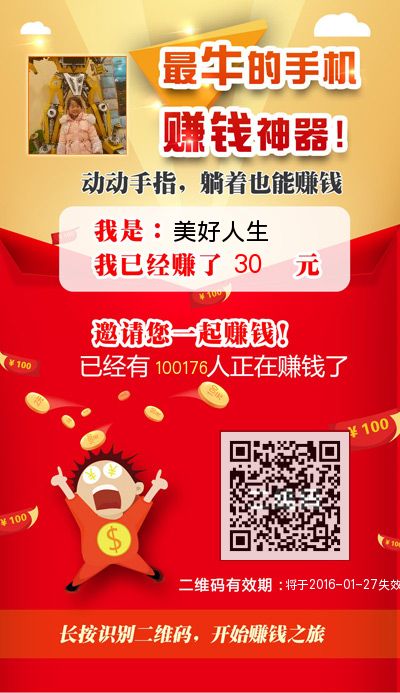 最牛的手机
赚钱神器!
动动手指，躺着也能赚钱
我是：美好人生
我已经赚了 30 元
¥100
邀请您一起赚钱!
已经有 100176人正在赚钱了
¥100
¥100
¥100
$
二维码有效期：将于2016-01-27失效
长按识别二维码，开始赚钱之旅